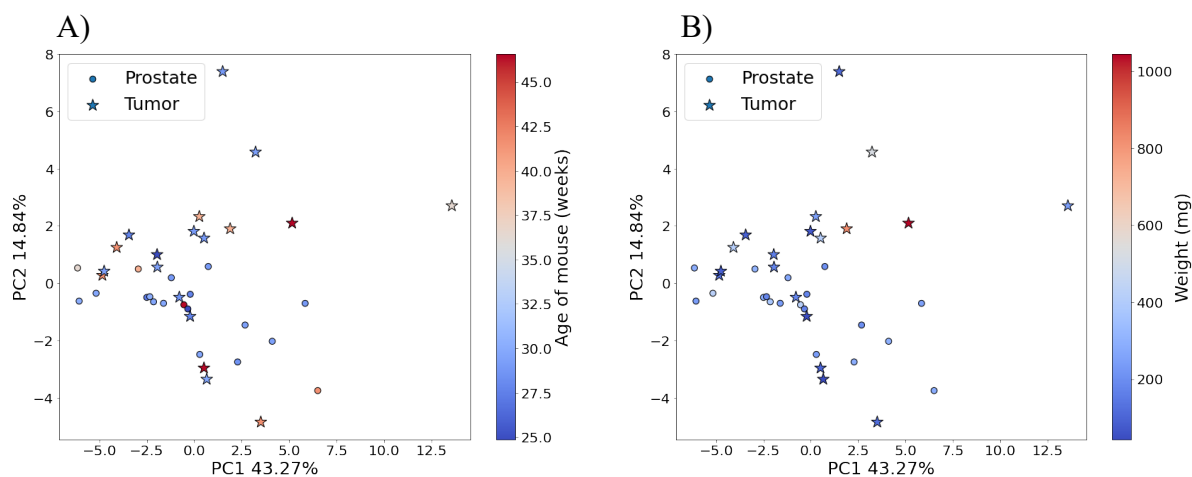 A)
8
6
4
2
0
−2
−4
PC2 14.84%
−5.0 −2.5 0.0 2.5 5.0 7.5 10.0 12.5
PC1 43.27%
Prostate
Tumor
45.0
42.5
40.0
37.5
35.0
32.5
30.0
27.5
25.0
Age of mouse (weeks)
B)
8
6
4
2
0
−2
−4
PC2 14.84%
−5.0 −2.5 0.0 2.5 5.0 7.5 10.0 12.5
PC1 43.27%
Prostate
Tumor
1000
800
600
400
200
Weight (mg)